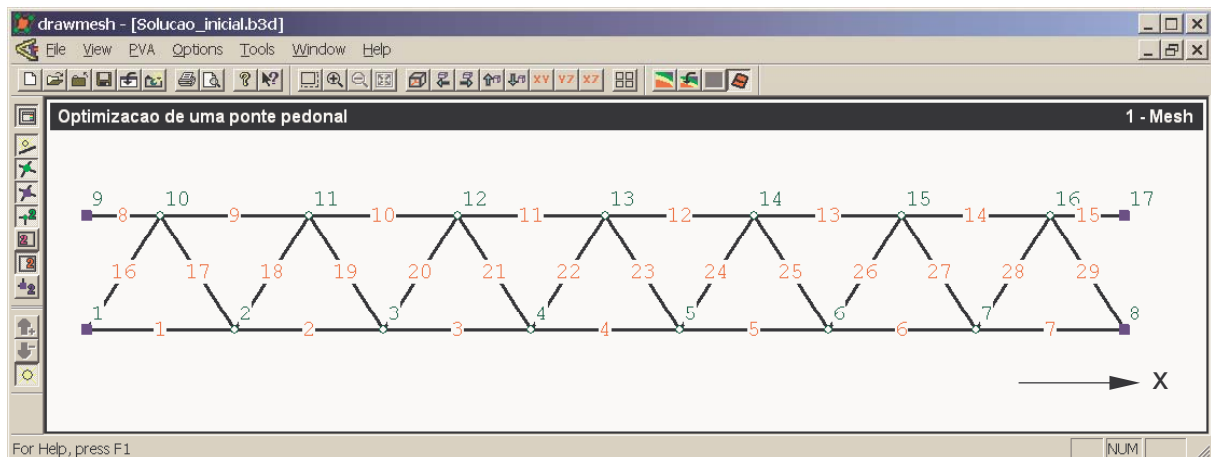 drawmesh - [Solucao_inicial.b3d]
File View PVA Options Tools Window Help
XY YZ XZ
Optimizacao de uma ponte pedonal 1 - Mesh
9 10 11 12 13 14 15 16 17
8 9 10 11 12 13 14 15
16 17 18 19 20 21 22 23 24 25 26 27 28 29
1 2 3 4 5 6 7 8
1 2 3 4 5 6 7
X
For Help, press F1 NUM